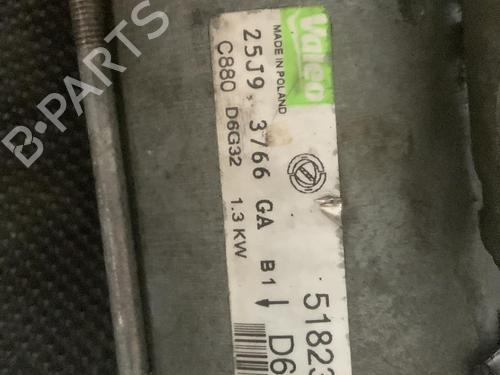 Valeo
MADE IN POLAND
25J9 3766 GA B1
C880 D6G32 1.3 KW
51823
D6
B-PARTS